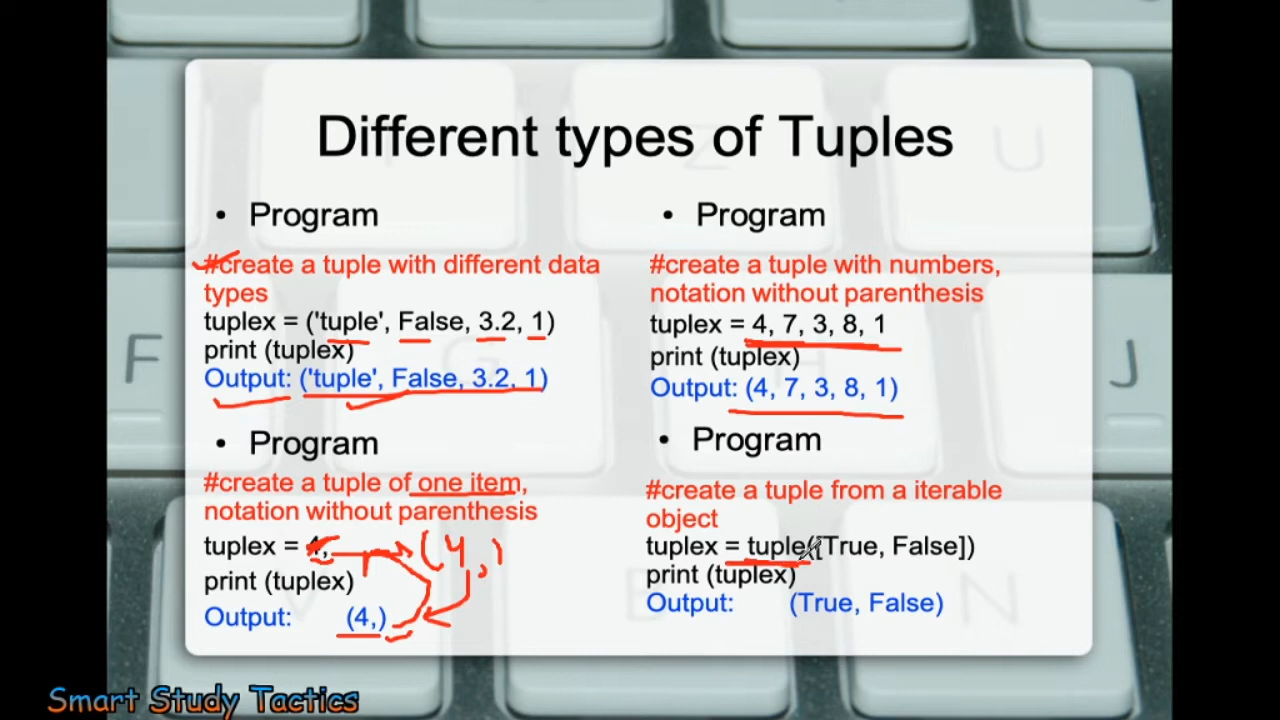 Different types of Tuples
• Program
#create a tuple with different data
types
tuplex = ('tuple', False, 3.2, 1)
print (tuplex)
Output: ('tuple', False, 3.2, 1)
• Program
#create a tuple of one item,
notation without parenthesis
tuplex = 4,
(4,)
print (tuplex)
Output: (4,)
• Program
#create a tuple with numbers,
notation without parenthesis
tuplex = 4, 7, 3, 8, 1
print (tuplex)
Output: (4, 7, 3, 8, 1)
• Program
#create a tuple from a iterable
object
tuplex = tuple([True, False])
print (tuplex)
Output: (True, False)
F
J
U
G
H
Z
V
B
N
Smart Study Tactics